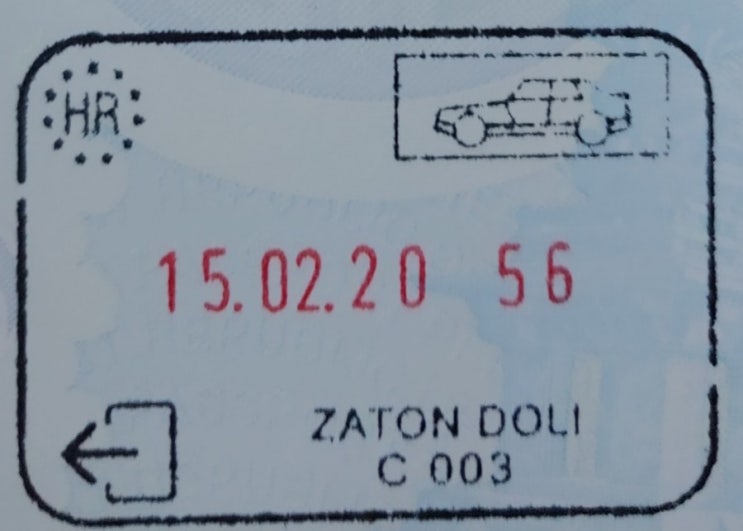 HR
15.02.20 56
ZATON DOLI
C 003